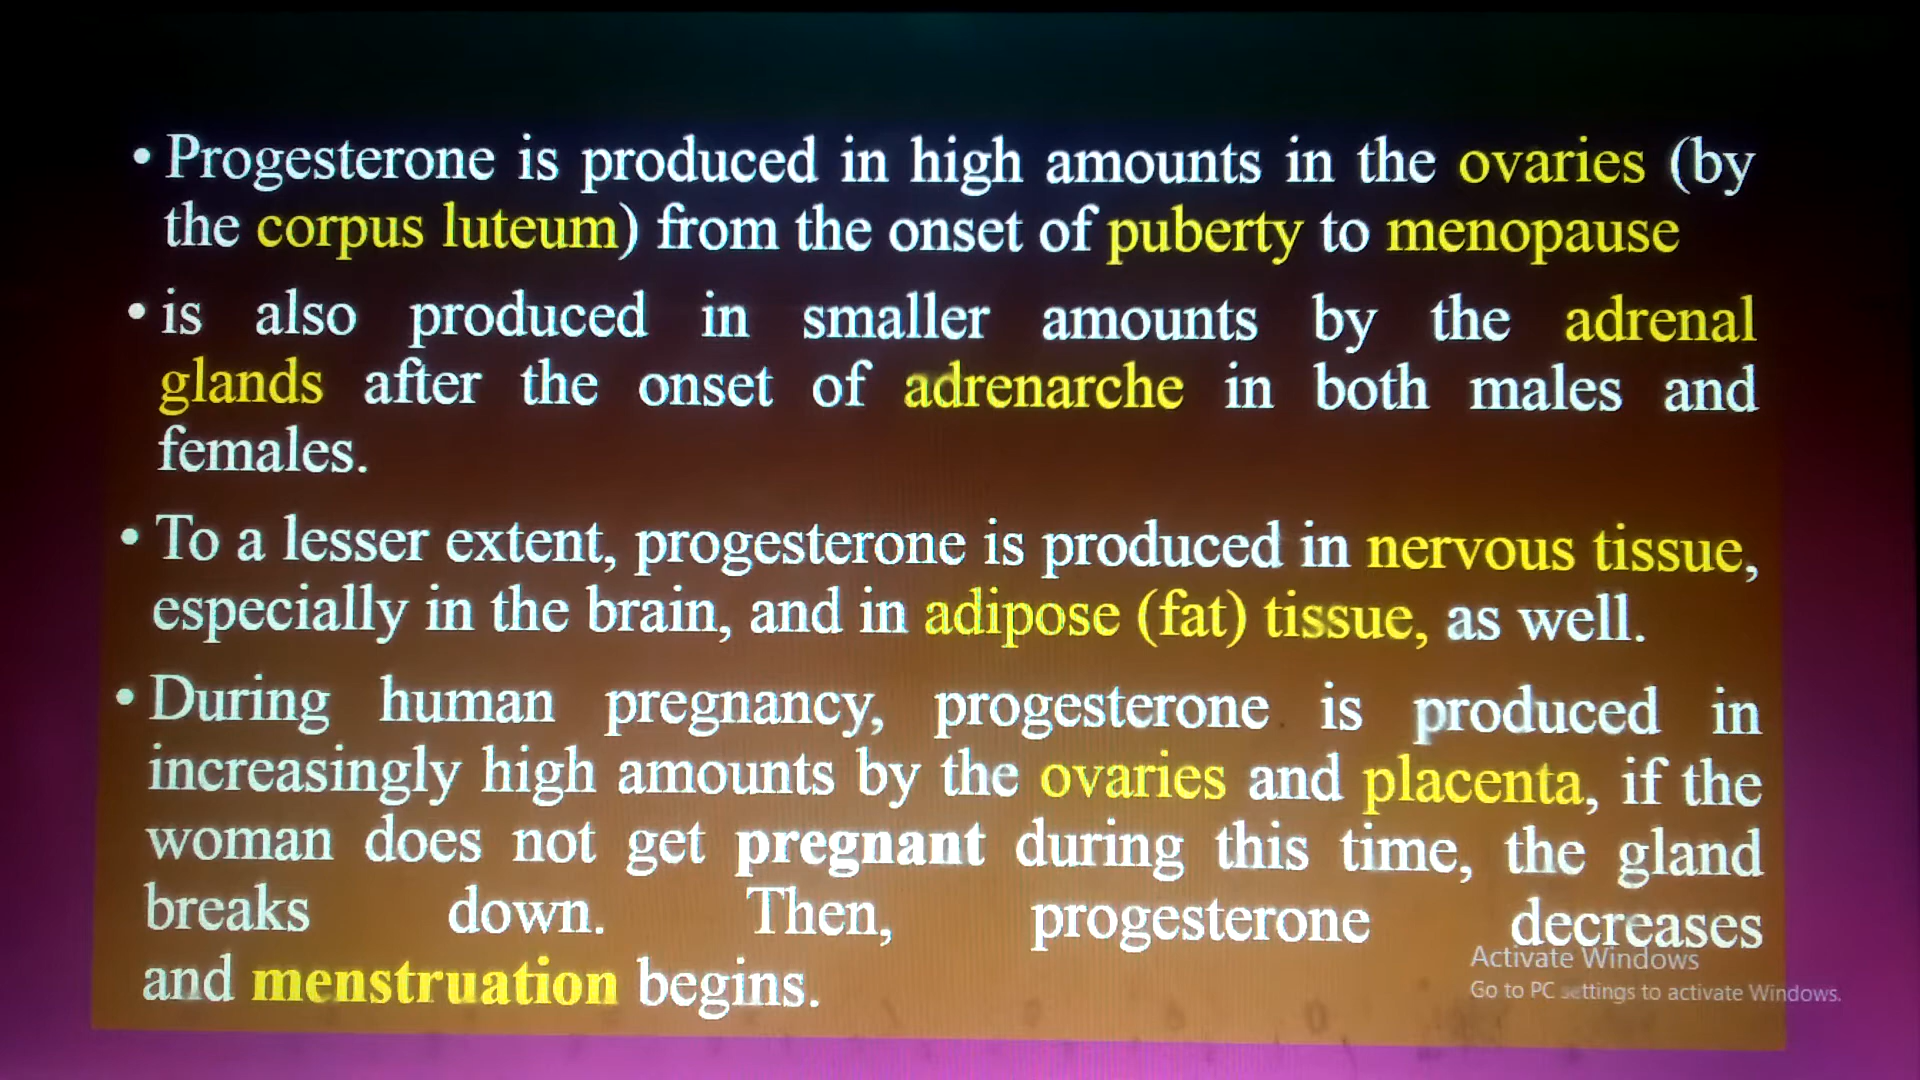 • Progesterone is produced in high amounts in the ovaries (by
the corpus luteum) from the onset of puberty to menopause
• is also produced in smaller amounts by the adrenal
glands after the onset of adrenarche in both males and
females.
• To a lesser extent, progesterone is produced in nervous tissue,
especially in the brain, and in adipose (fat) tissue, as well.
• During human pregnancy, progesterone is produced in
increasingly high amounts by the ovaries and placenta, if the
woman does not get pregnant during this time, the gland
breaks down. Then, progesterone decreases
and menstruation begins.
Activate Windows
Go to PC settings to activate Windows.